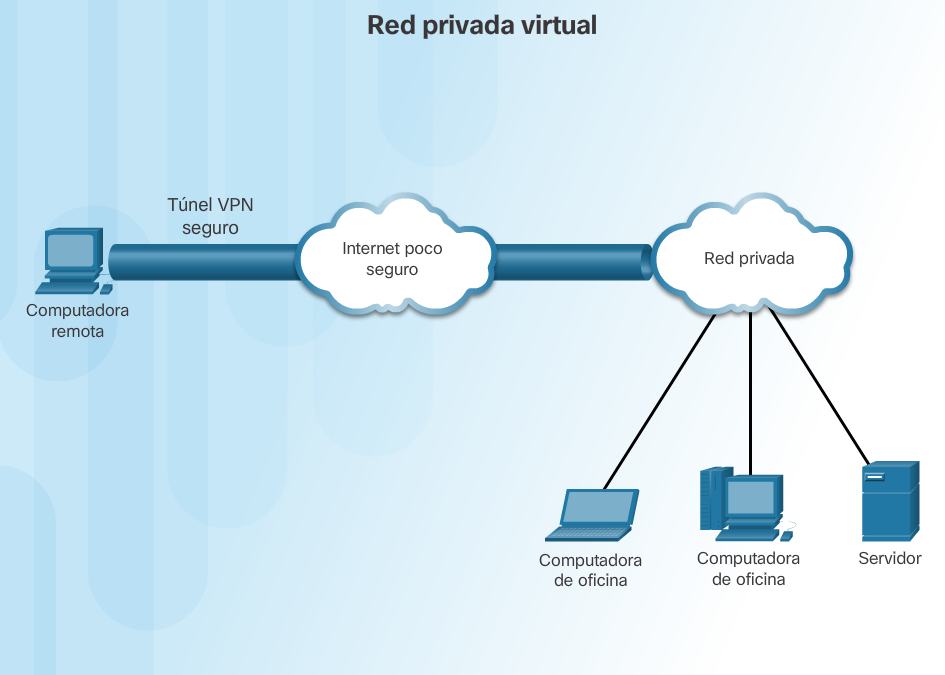 Red privada virtual
Túnel VPN
seguro
Internet poco
seguro
Red privada
Computadora
remota
Computadora
de oficina
Computadora
de oficina
Servidor